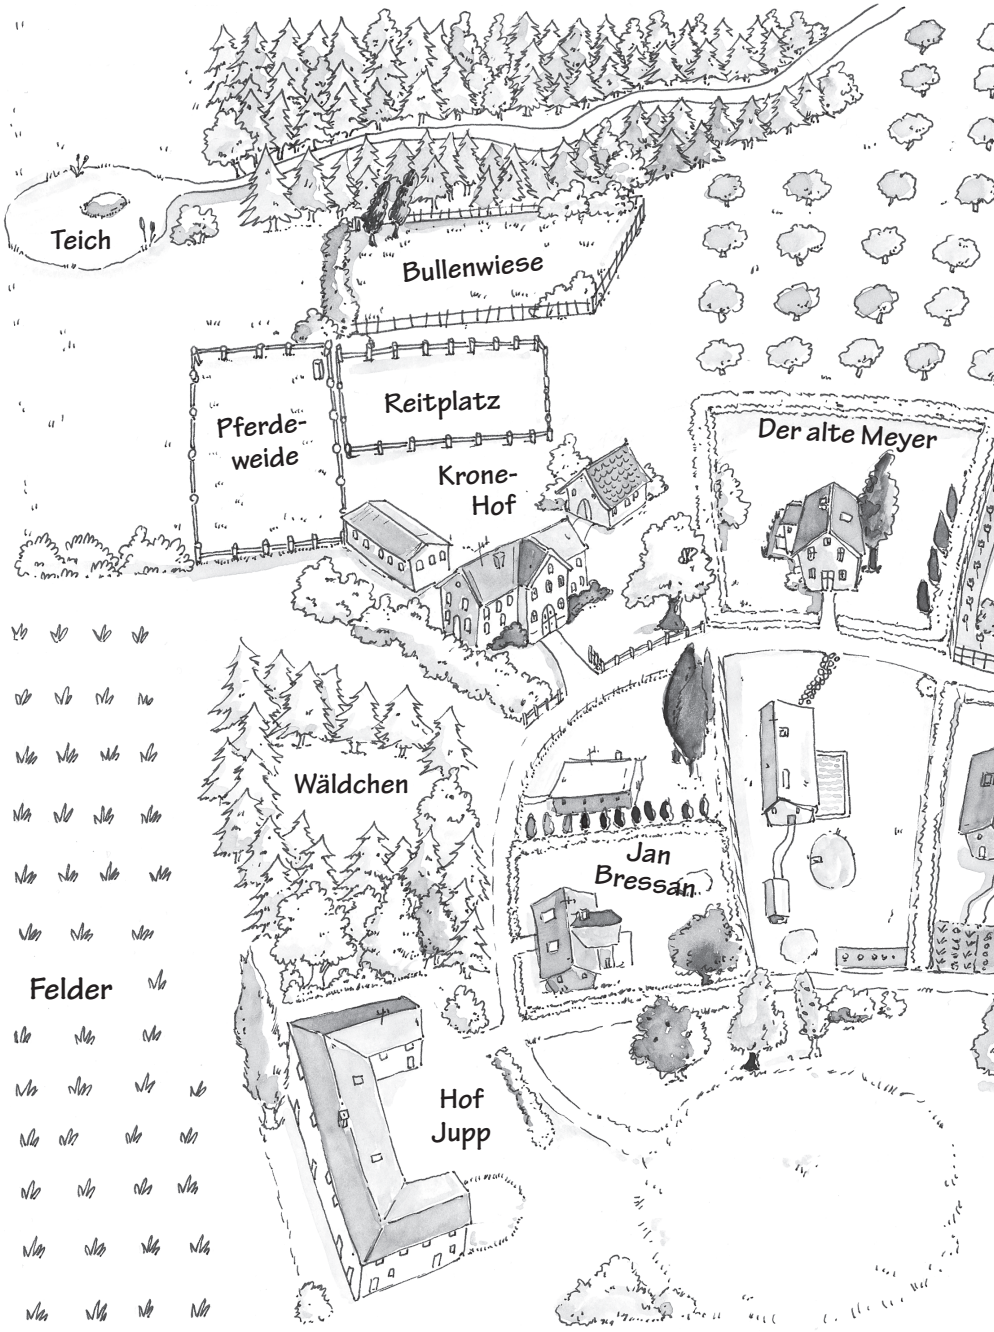 Teich
Bullenwiese
Reitplatz
Pferde-
weide
Der alte Meyer
Krone-
Hof
Wäldchen
Jan
Bressan
Felder
Hof
Jupp